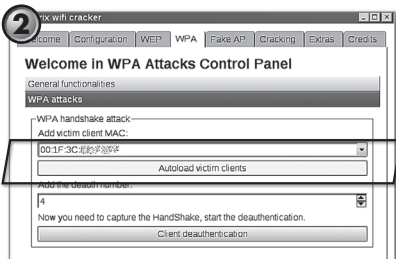 2
rix wifi cracker
elcome Configuration WEP WPA Fake AP Cracking Extras Credits
Welcome in WPA Attacks Control Panel
General functionalities
WPA attacks
WPA handshake attack
Add victim client MAC:
00:1F:3C:
Autoload victim clients
Add the deauth number:
4
Now you need to capture the HandShake, start the deauthentication.
Client deauthentication